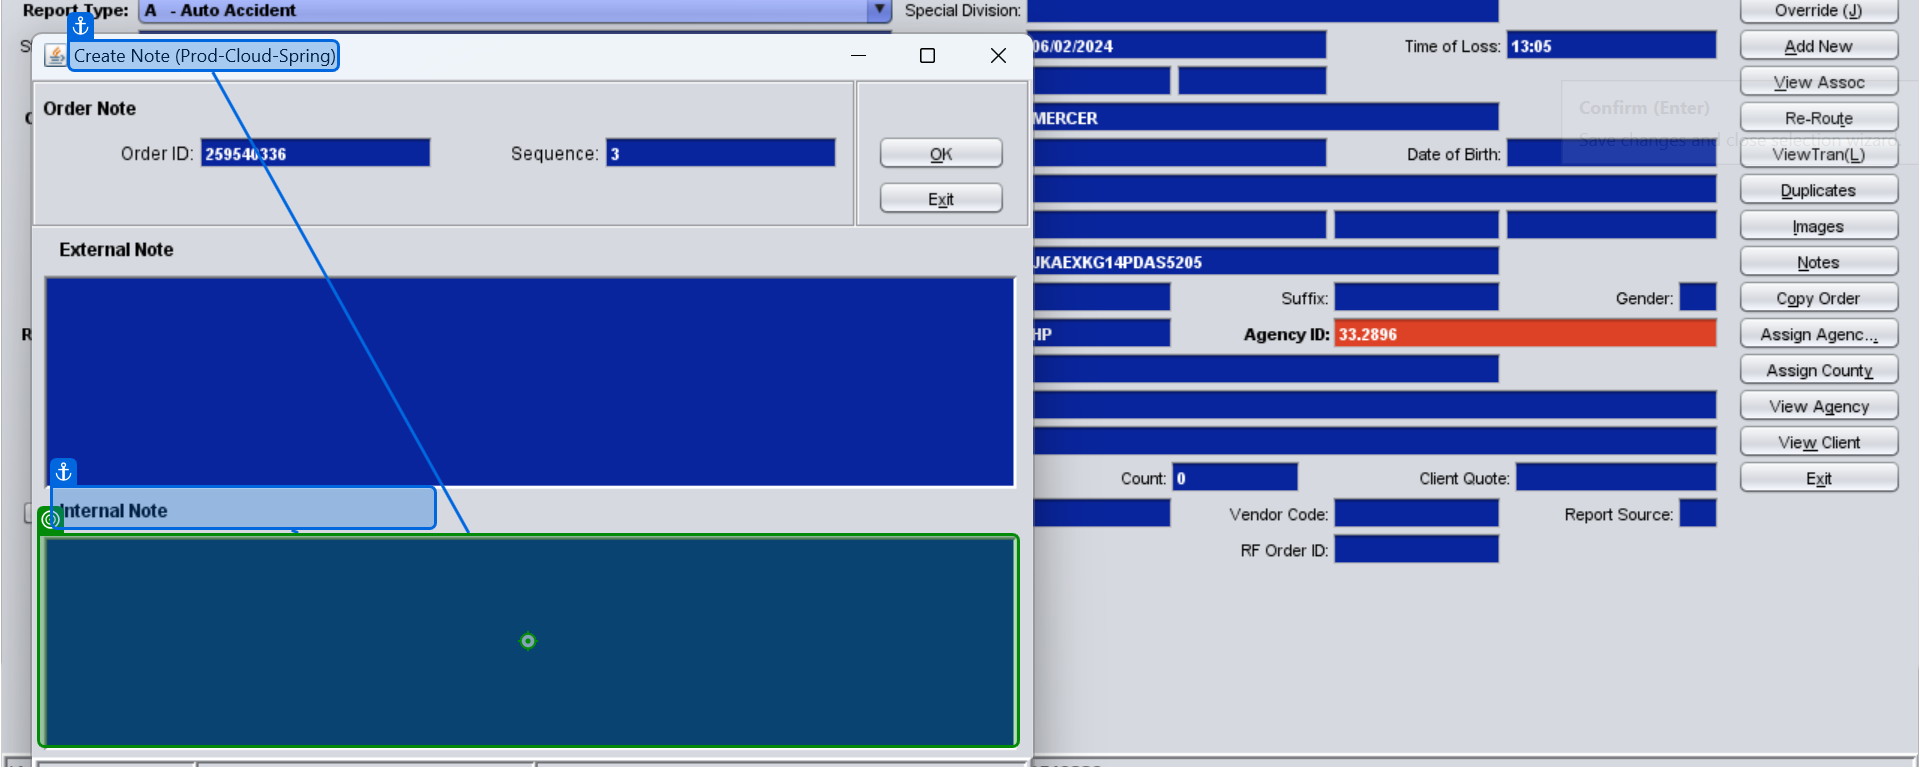 Report Type: A - Auto Accident Special Division: Override (J)
Create Note (Prod-Cloud-Spring)
06/02/2024 Time of Loss: 13:05 Add New
View Assoc
Order Note
Confirm (Enter)
MERCER Re-Route
Save changes and close selection wizard
Order ID: 259540336 Sequence: 3 OK
Date of Birth: ViewTran(L)
Exit
Duplicates
Images
External Note
JKAEXKG14PDAS5205 Notes
Suffix: Gender: Copy Order
HP Agency ID: 33.2896 Assign Agenc...
Assign County
View Agency
View Client
Count: 0 Client Quote: Exit
Internal Note
Vendor Code: Report Source:
RF Order ID: